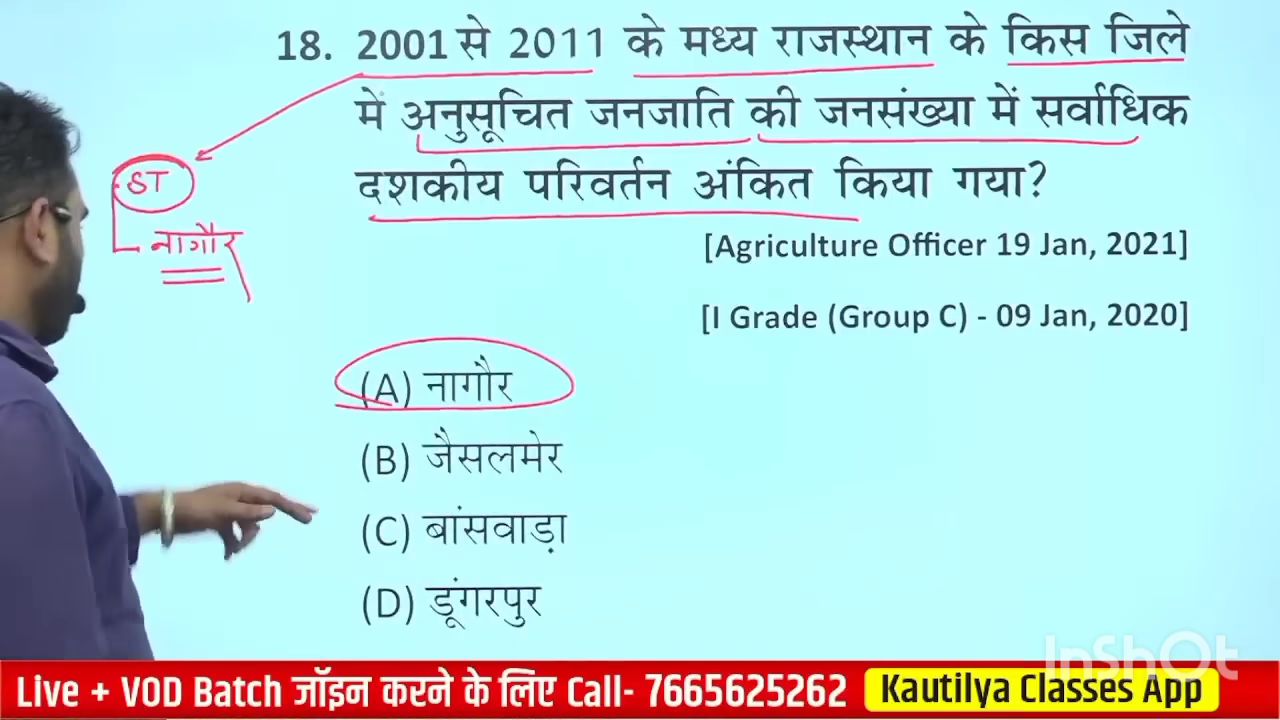 18. 2001 से 2011 के मध्य राजस्थान के किस जिले
में अनुसूचित जनजाति की जनसंख्या में सर्वाधिक
दशकीय परिवर्तन अंकित किया गया?
ST
नागौर
[Agriculture Officer 19 Jan, 2021]
[I Grade (Group C) - 09 Jan, 2020]
(A) नागौर
(B) जैसलमेर
(C) बांसवाड़ा
(D) डूंगरपुर
InShOt
Live + VOD Batch जॉइन करने के लिए Call- 7665625262 Kautilya Classes App